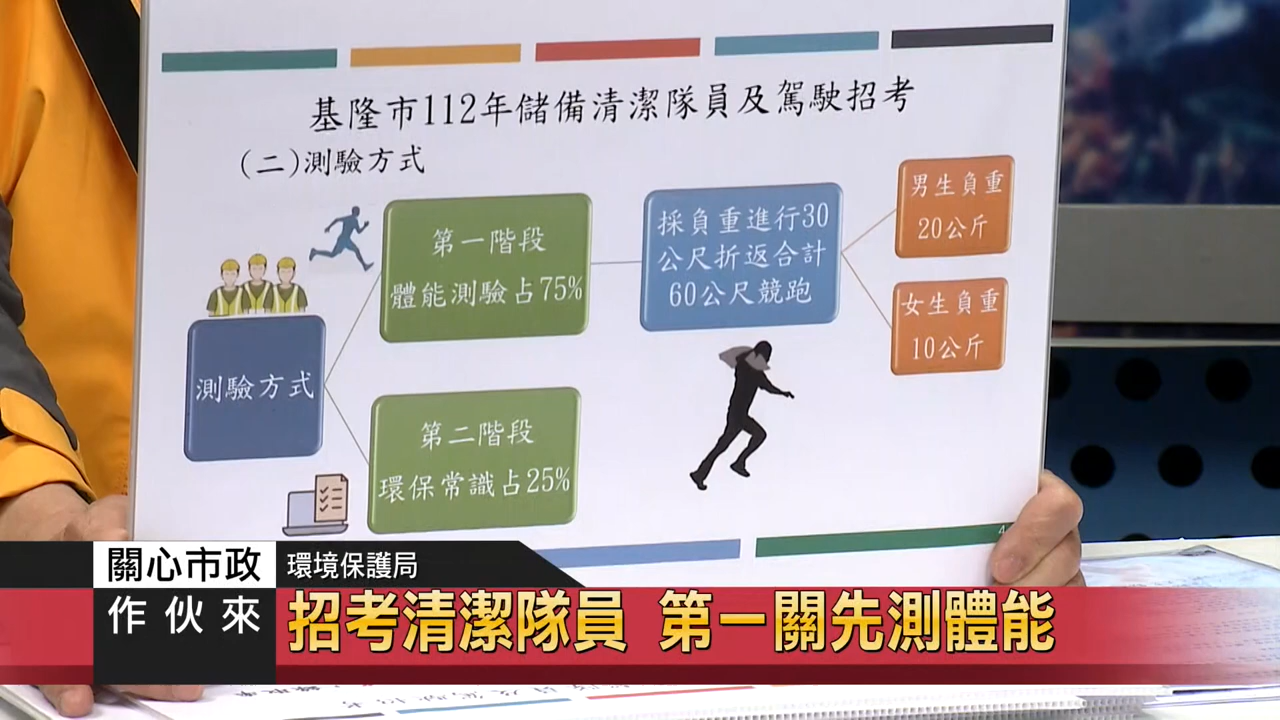 基隆市112年儲備清潔隊員及駕駛招考
(二)測驗方式
測驗方式
第一階段
體能測驗占75%
第二階段
環保常識占25%
採負重進行30
公尺折返合計
60公尺競跑
男生負重
20公斤
女生負重
10公斤
4
關心市政
作伙來
環境保護局
招考清潔隊員 第一關先測體能